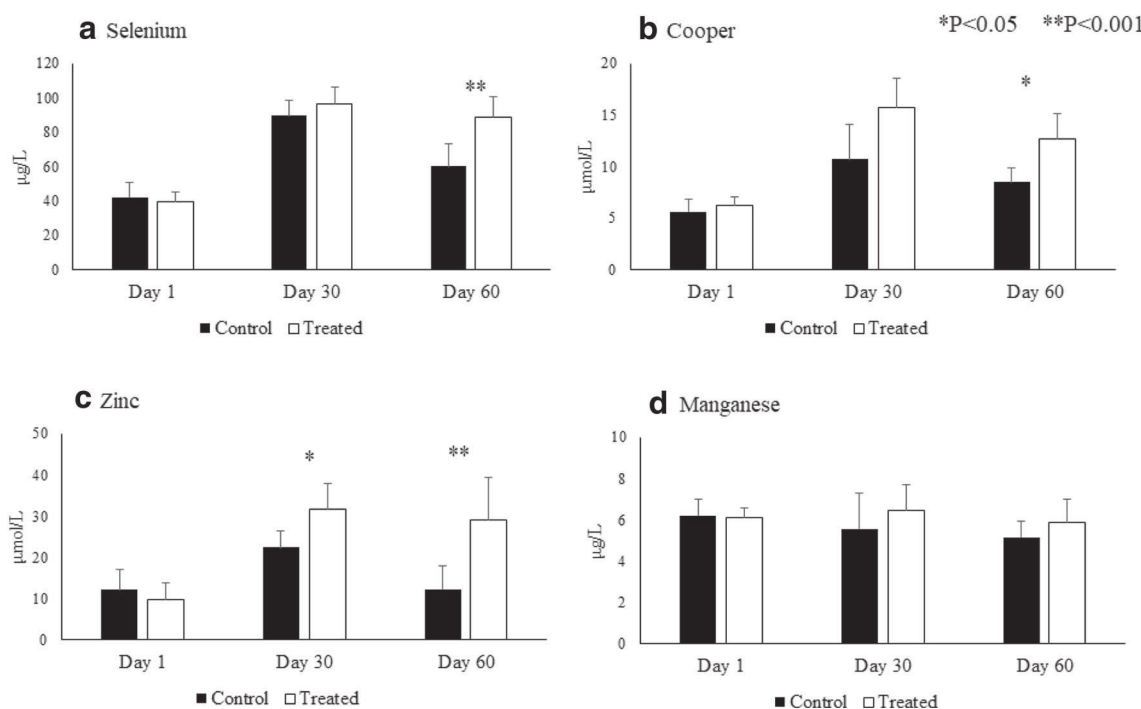 a Selenium
120
100
80
60
40
20
0
µg/L
**
Day 1 Day 30 Day 60
■ Control □ Treated
b Cooper
*P<0.05 **P<0.001
20
15
10
5
0
µmol/L
*
Day 1 Day 30 Day 60
■ Control □ Treated
c Zinc
50
40
30
20
10
0
µmol/L
* **
Day 1 Day 30 Day 60
■ Control □ Treated
d Manganese
10
8
6
4
2
0
µg/L
Day 1 Day 30 Day 60
■ Control □ Treated